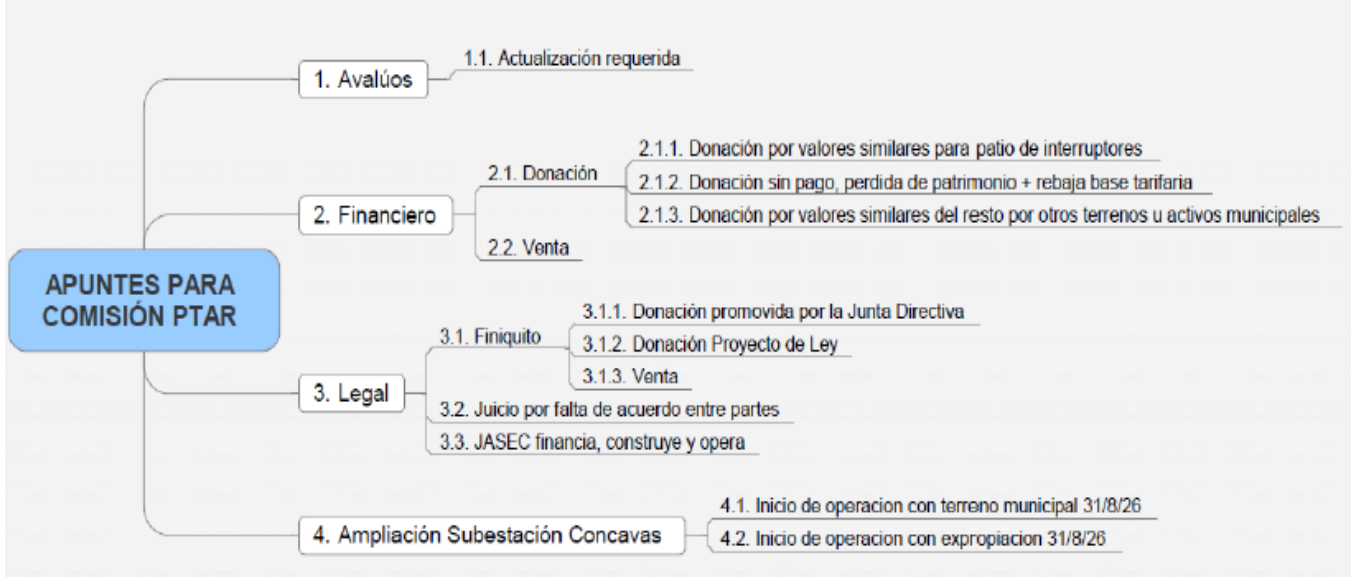 APUNTES PARA
COMISIÓN PTAR
1. Avalúos
1.1. Actualización requerida
2. Financiero
2.1. Donación
2.1.1. Donación por valores similares para patio de interruptores
2.1.2. Donación sin pago, perdida de patrimonio + rebaja base tarifaria
2.1.3. Donación por valores similares del resto por otros terrenos u activos municipales
2.2. Venta
3. Legal
3.1. Finiquito
3.1.1. Donación promovida por la Junta Directiva
3.1.2. Donación Proyecto de Ley
3.1.3. Venta
3.2. Juicio por falta de acuerdo entre partes
3.3. JASEC financia, construye y opera
4. Ampliación Subestación Concavas
4.1. Inicio de operacion con terreno municipal 31/8/26
4.2. Inicio de operacion con expropiacion 31/8/26